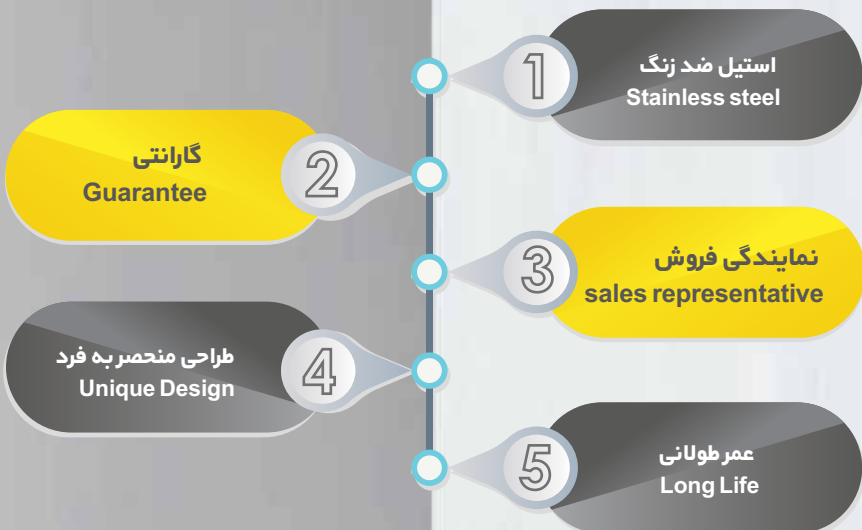 1
استیل ضد زنگ
Stainless steel
2
گارانتی
Guarantee
3
نمایندگی فروش
sales representative
4
طراحی منحصر به فرد
Unique Design
5
عمر طولانی
Long Life